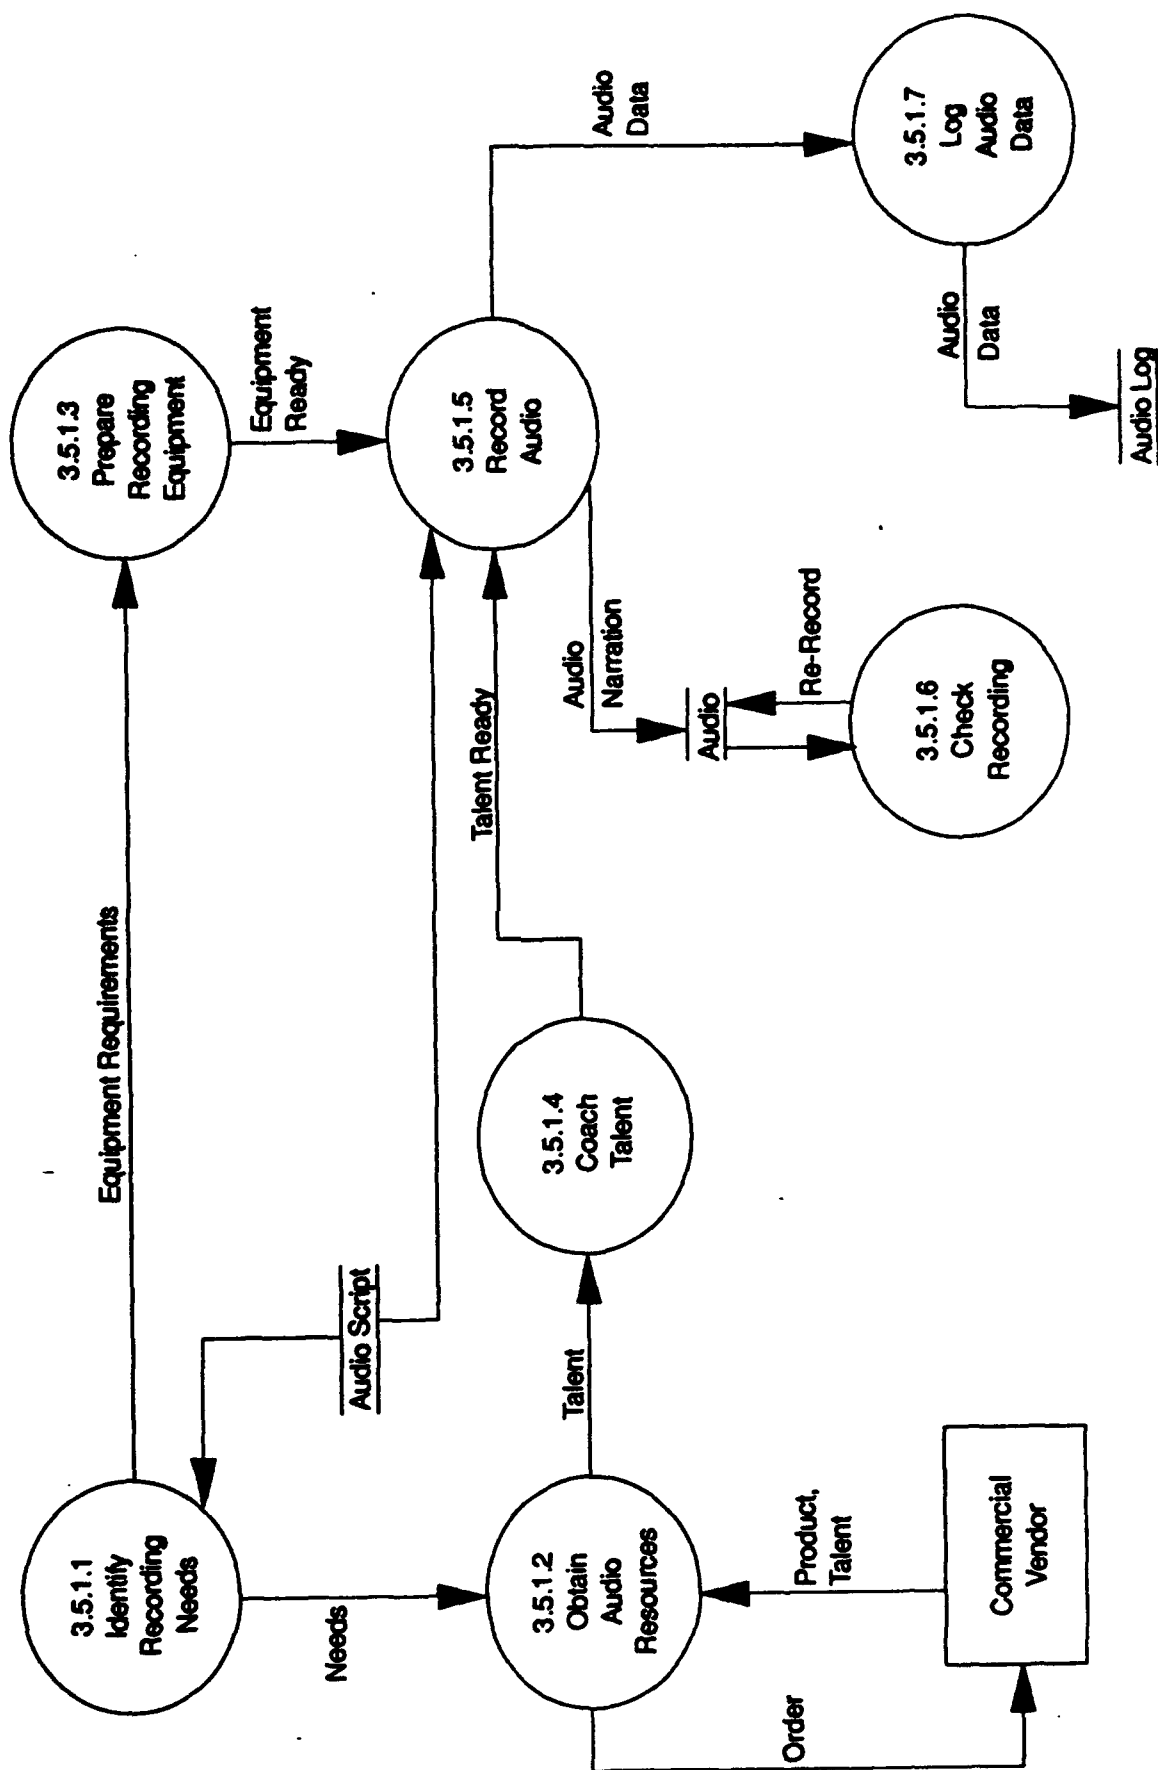 3.5.1.1
Identify
Recording
Needs
Equipment Requirements
3.5.1.3
Prepare
Recording
Equipment
Needs
Audio Script
Equipment
Ready
3.5.1.2
Obtain
Audio
Resources
Talent
3.5.1.4
Coach
Talent
Talent Ready
3.5.1.5
Record
Audio
Audio
Data
Audio
Narration
Audio
Re-Record
Order
Product,
Talent
Commercial
Vendor
3.5.1.6
Check
Recording
3.5.1.7
Log
Audio
Data
Audio
Data
Audio Log